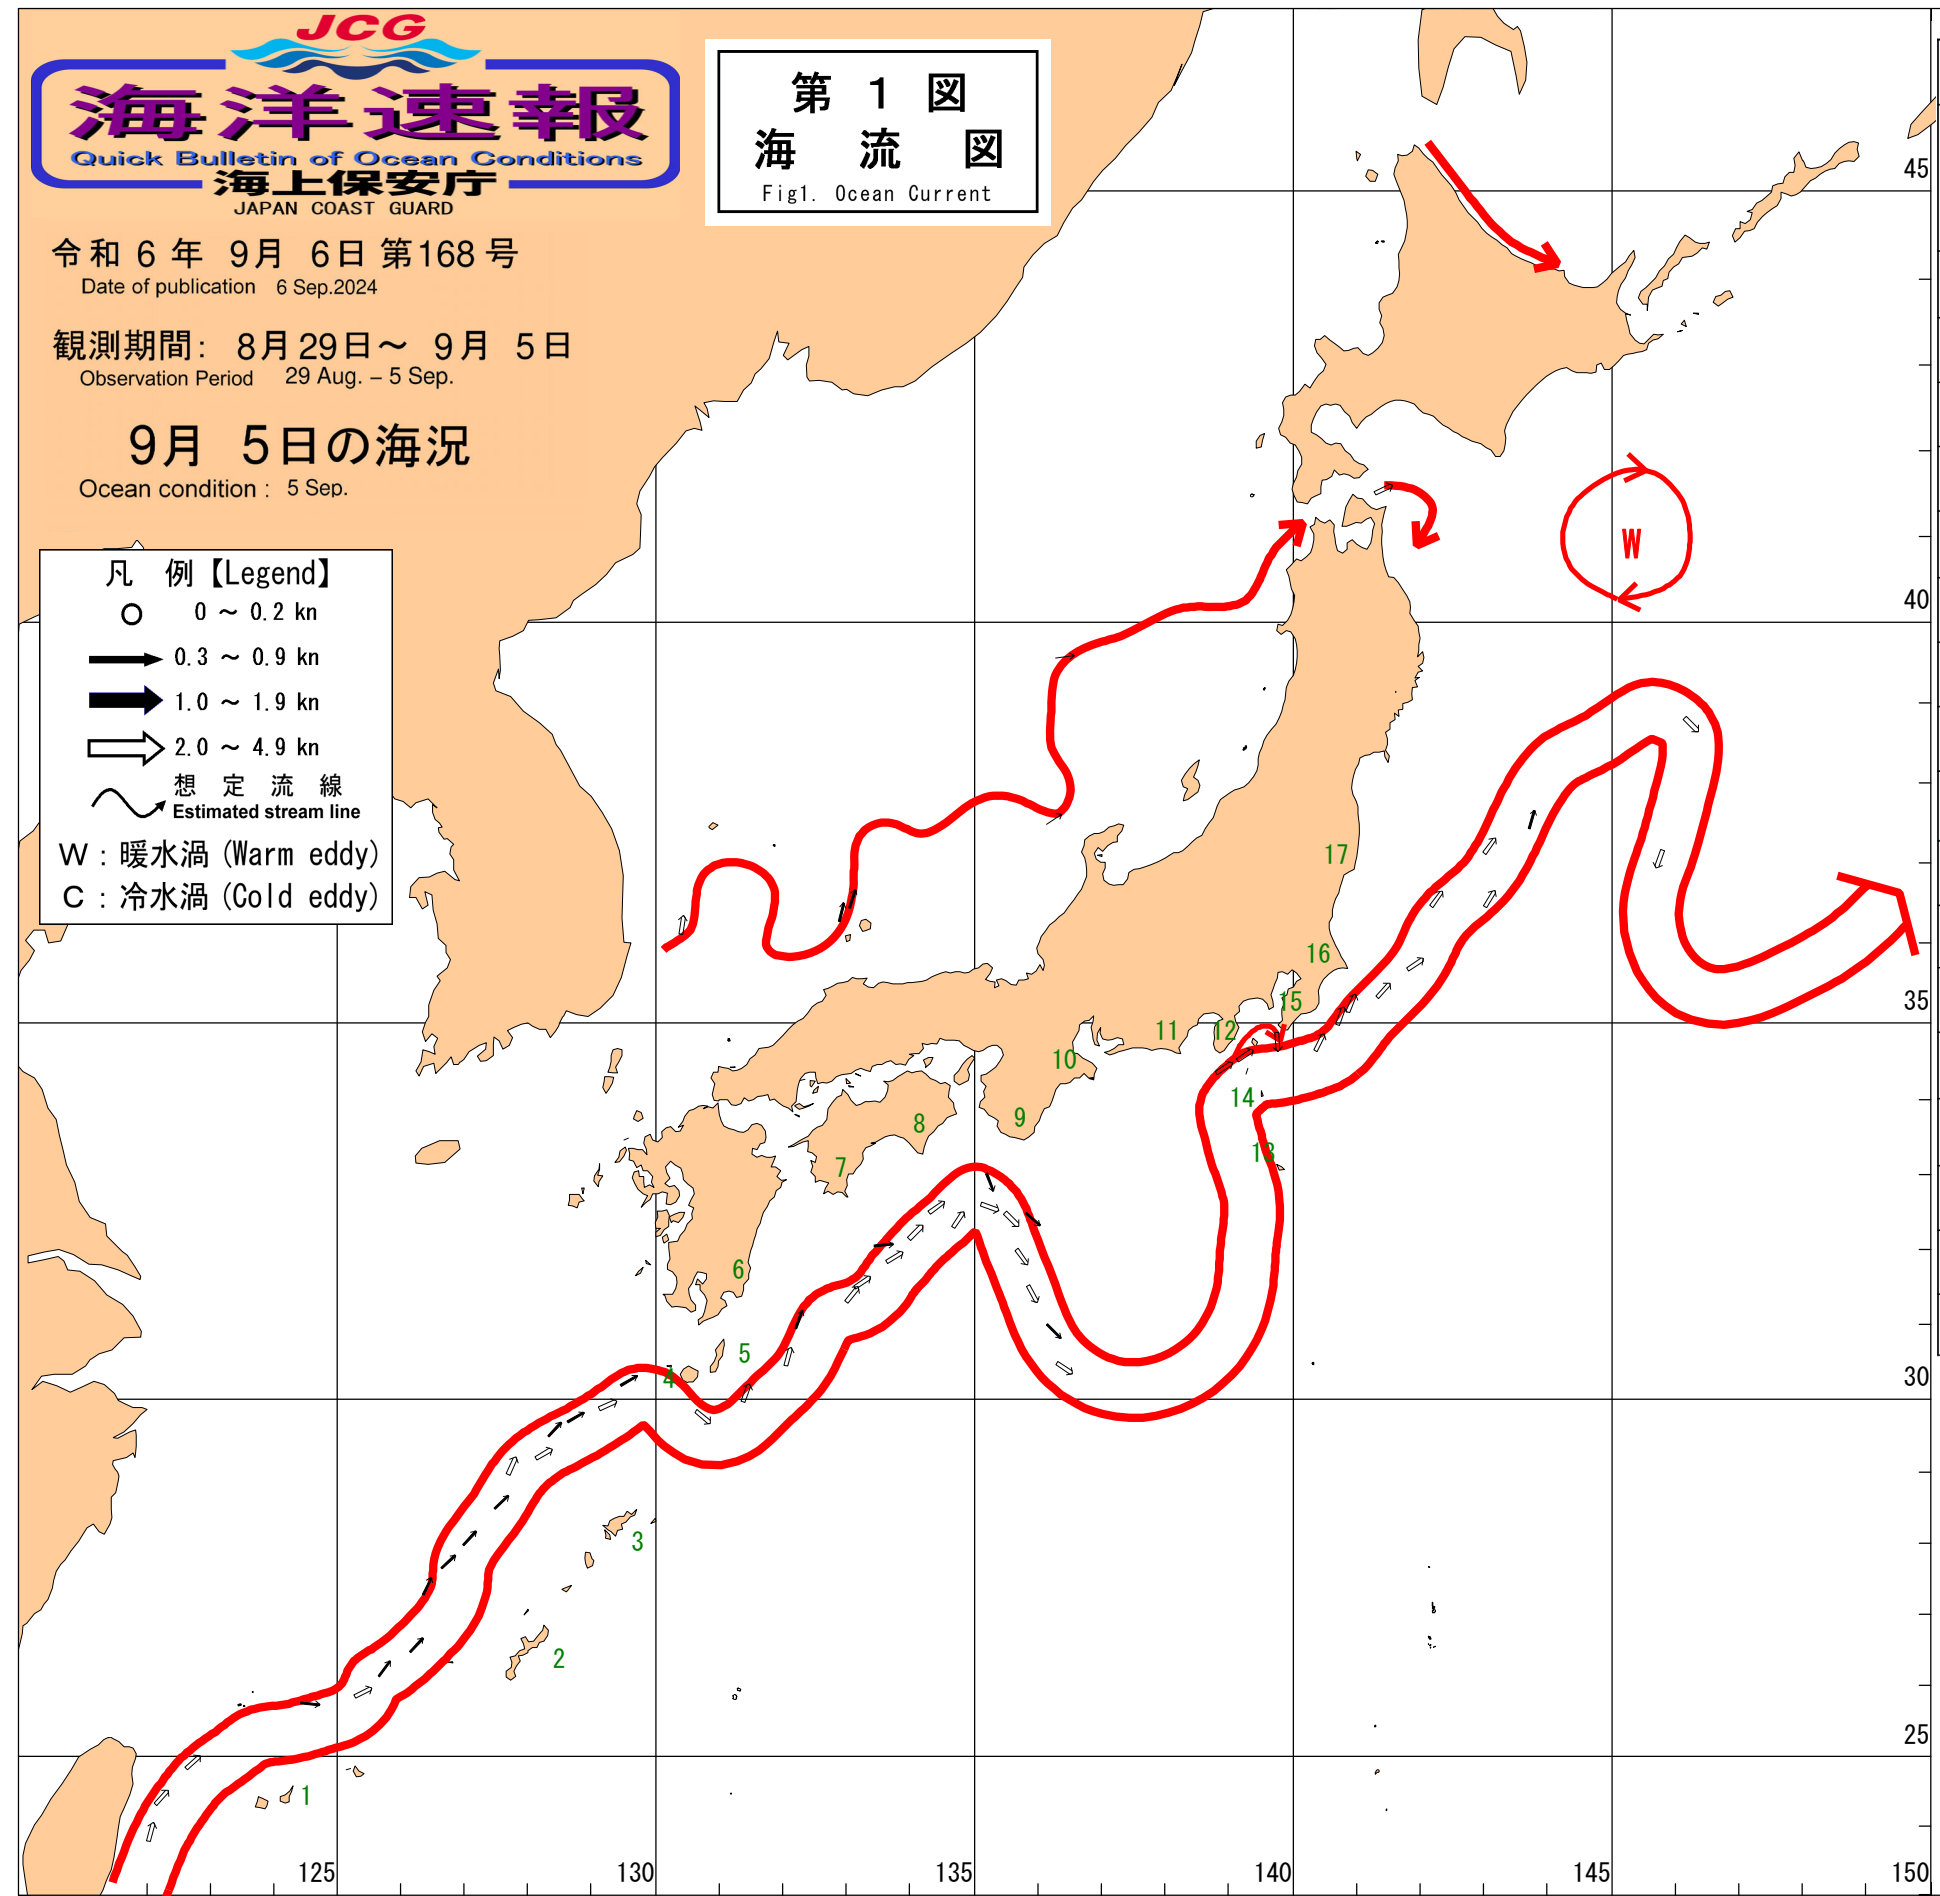 JCG
海洋速報
Quick Bulletin of Ocean Conditions
海上保安庁
JAPAN COAST GUARD
第 1 図
海 流 図
Fig1. Ocean Current
令和 6 年 9月 6日 第168 号
Date of publication 6 Sep.2024
観測期間: 8月29日～ 9月 5日
Observation Period 29 Aug. – 5 Sep.
9月 5日の海況
Ocean condition : 5 Sep.
凡 例【Legend】
0 ～ 0.2 kn
0.3 ～ 0.9 kn
1.0 ～ 1.9 kn
2.0 ～ 4.9 kn
想 定 流 線
Estimated stream line
W : 暖水渦 (Warm eddy)
C : 冷水渦 (Cold eddy)
45
W
40
17
16
35
15
12
11
10
14
9
8
13
7
6
5
4
30
3
2
25
1
125
130
135
140
145
150